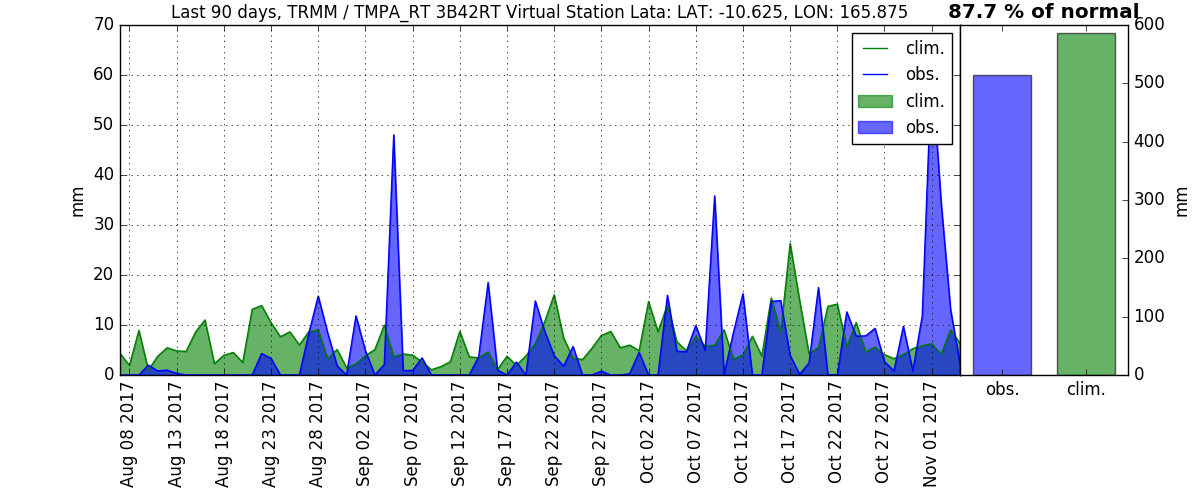 Last 90 days, TRMM / TMPA_RT 3B42RT Virtual Station Lata: LAT: -10.625, LON: 165.875
87.7 % of normal
70
60
50
40
30
20
10
0
mm
clim.
obs.
clim.
obs.
600
500
400
300
200
100
0
mm
obs.
clim.
Aug 08 2017
Aug 13 2017
Aug 18 2017
Aug 23 2017
Aug 28 2017
Sep 02 2017
Sep 07 2017
Sep 12 2017
Sep 17 2017
Sep 22 2017
Sep 27 2017
Oct 02 2017
Oct 07 2017
Oct 12 2017
Oct 17 2017
Oct 22 2017
Oct 27 2017
Nov 01 2017